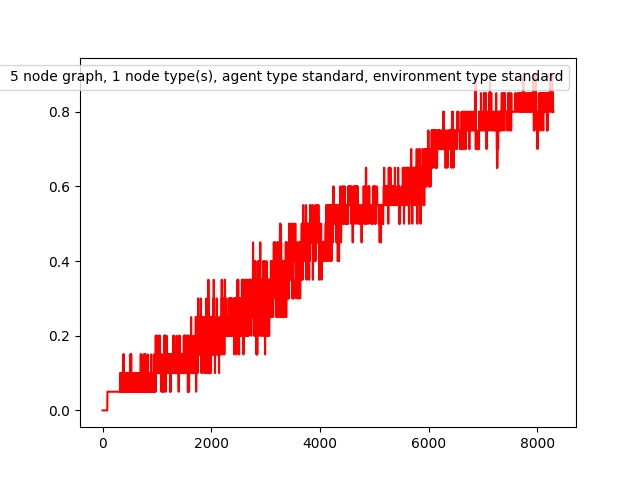 5 node graph, 1 node type(s), agent type standard, environment type standard
0.8
0.6
0.4
0.2
0.0
0 2000 4000 6000 8000